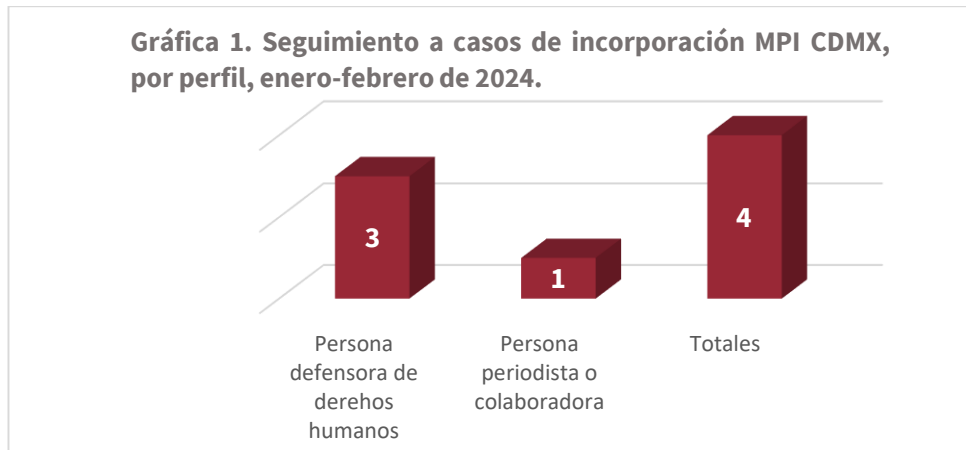 Gráfica 1. Seguimiento a casos de incorporación MPI CDMX,
por perfil, enero-febrero de 2024.
3
1
4
Persona
defensora de
derehos
humanos
Persona
periodista o
colaboradora
Totales